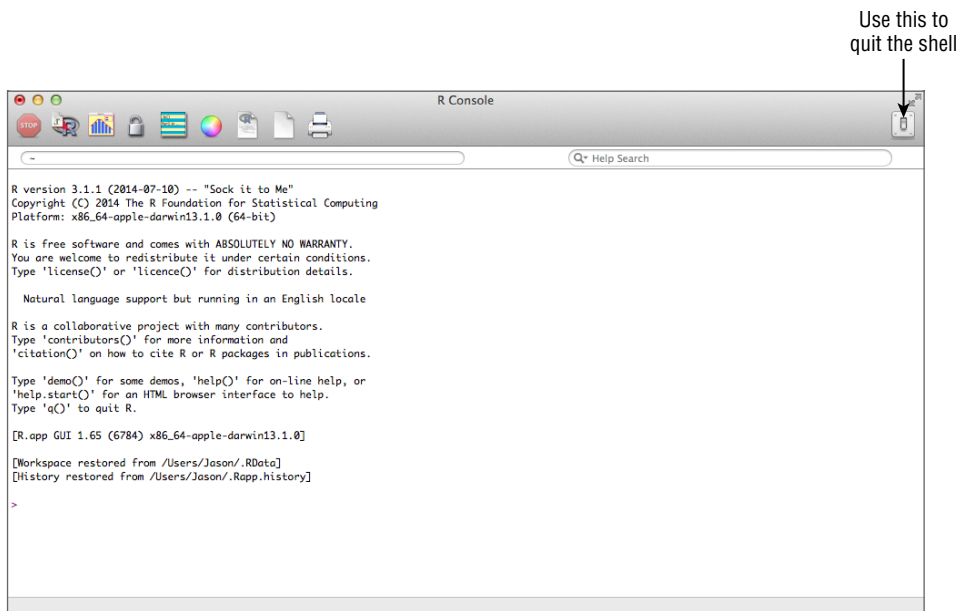 Use this to
quit the shell
R Console
STOP
R
~
Help Search
R version 3.1.1 (2014-07-10) -- "Sock it to Me"
Copyright (C) 2014 The R Foundation for Statistical Computing
Platform: x86_64-apple-darwin13.1.0 (64-bit)
R is free software and comes with ABSOLUTELY NO WARRANTY.
You are welcome to redistribute it under certain conditions.
Type 'license()' or 'licence()' for distribution details.
Natural language support but running in an English locale
R is a collaborative project with many contributors.
Type 'contributors()' for more information and
'citation()' on how to cite R or R packages in publications.
Type 'demo()' for some demos, 'help()' for on-line help, or
'help.start()' for an HTML browser interface to help.
Type 'q()' to quit R.
[R.app GUI 1.65 (6784) x86_64-apple-darwin13.1.0]
[Workspace restored from /Users/Jason/.RData]
[History restored from /Users/Jason/.Rapp.history]
>